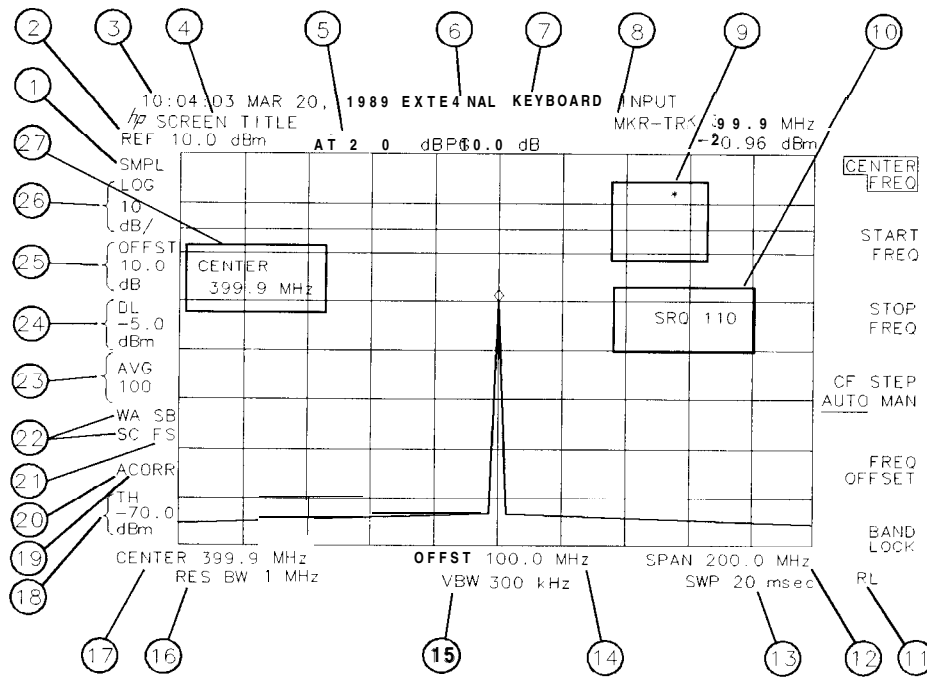 2 3 4 5 6 7 8 9 10
1
10:04:03 MAR 20, 1989 EXTE4NAL KEYBOARD INPUT
hp SCREEN TITLE MKR-TRK 99.9 MHz
REF 10.0 dBm AT 2 0 dB 0.0 dB -20.96 dBm
27
SMPL
LOG
10
dB/
26
CENTER
FREQ
OFFST
10.0
dB
25
CENTER
399.9 MHz
START
FREQ
DL
-5.0
dBm
24
SRQ 110
STOP
FREQ
AVG
100
23
CF STEP
AUTO MAN
WA SB
SC FS
22
21
ACORR
20
FREQ
OFFSET
TH
-70.0
dBm
19
18
BAND
LOCK
CENTER 399.9 MHz OFFST 100.0 MHz SPAN 200.0 MHz
RES BW 1 MHz VBW 300 kHz SWP 20 msec RL
17 16 15 14 13 12 11